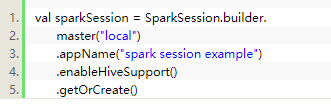 1. val sparkSession = SparkSession.builder.
2. master("local")
3. .appName("spark session example")
4. .enableHiveSupport()
5. .getOrCreate()